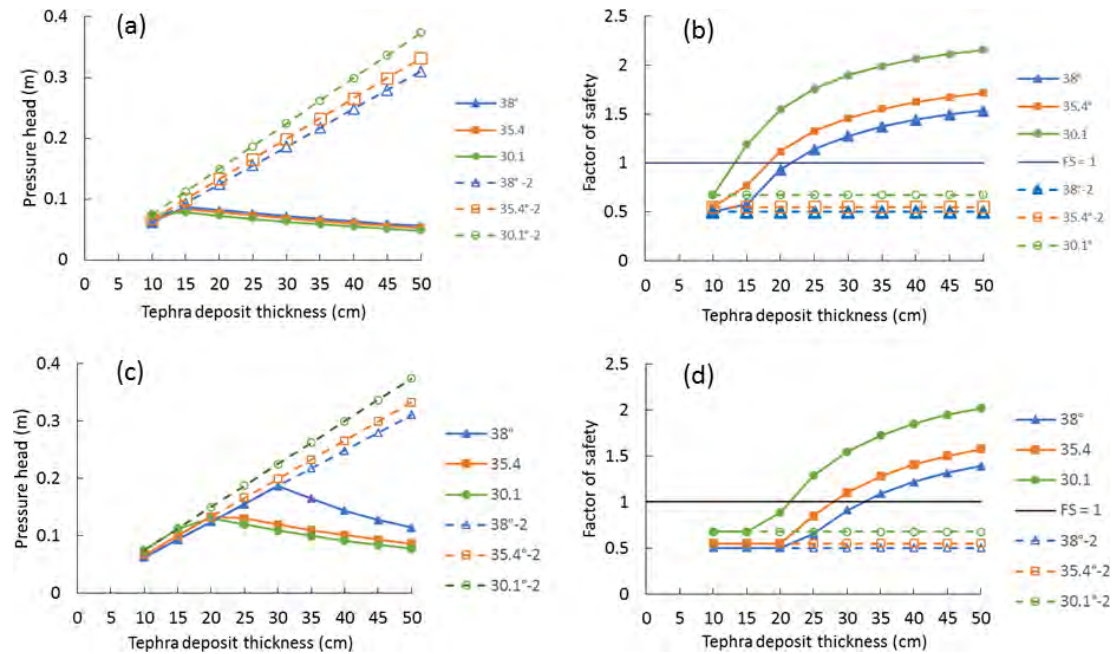 (a)
Pressure head (m)
0.4
0.3
0.2
0.1
0
0 5 10 15 20 25 30 35 40 45 50
Tephra deposit thickness (cm)
38°
35.4
30.1
38°-2
35.4°-2
30.1°-2
(b)
Factor of safety
2.5
2
1.5
1
0.5
0
0 5 10 15 20 25 30 35 40 45 50
Tephra deposit thickness (cm)
38°
35.4°
30.1
FS = 1
38°-2
35.4°-2
30.1°
(c)
Pressure head (m)
0.4
0.3
0.2
0.1
0
0 5 10 15 20 25 30 35 40 45 50
Tephra deposit thickness (cm)
38°
35.4
30.1
38°-2
35.4°-2
30.1°-2
(d)
Factor of safety
2.5
2
1.5
1
0.5
0
0 5 10 15 20 25 30 35 40 45 50
Tephra deposit thickness (cm)
38°
35.4
30.1
FS = 1
38°-2
35.4°-2
30.1°-2